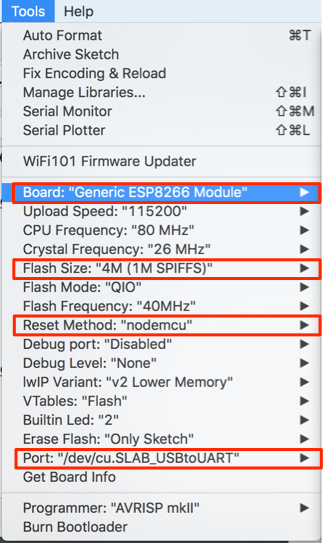 Tools Help
Auto Format ⌘T
Archive Sketch
Fix Encoding & Reload
Manage Libraries... ⇧⌘I
Serial Monitor ⇧⌘M
Serial Plotter ⇧⌘L
WiFi101 Firmware Updater
Board: "Generic ESP8266 Module" ▶
Upload Speed: "115200" ▶
CPU Frequency: "80 MHz" ▶
Crystal Frequency: "26 MHz" ▶
Flash Size: "4M (1M SPIFFS)" ▶
Flash Mode: "QIO" ▶
Flash Frequency: "40MHz" ▶
Reset Method: "nodemcu" ▶
Debug port: "Disabled" ▶
Debug Level: "None" ▶
lwIP Variant: "v2 Lower Memory" ▶
VTables: "Flash" ▶
Builtin Led: "2" ▶
Erase Flash: "Only Sketch" ▶
Port: "/dev/cu.SLAB_USBtoUART" ▶
Get Board Info
Programmer: "AVRISP mkII" ▶
Burn Bootloader